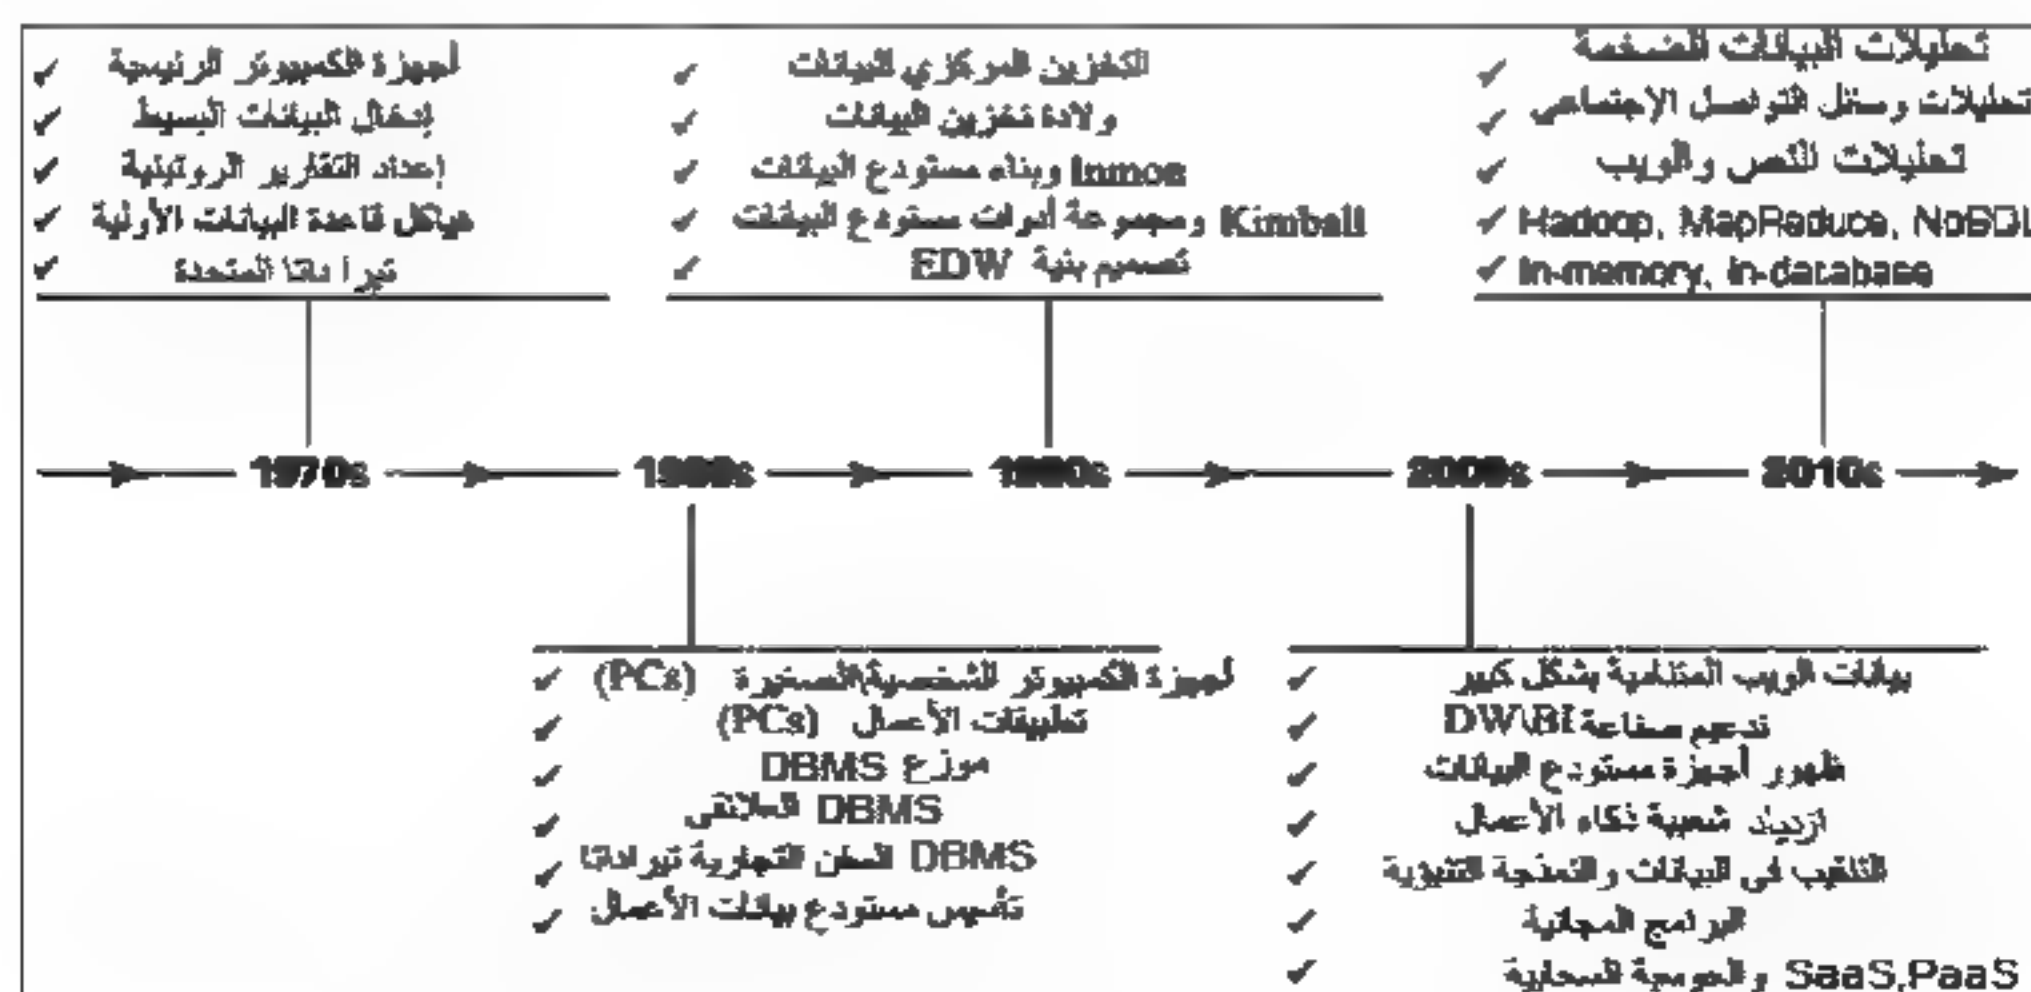 أجهزة الكمبيوتر الرئيسية
إدخال البيانات البسيط
إعداد التقارير الروتينية
هياكل قاعدة البيانات الأولية
تيرا داتا المتحدة
التخزين المركزي للبيانات
ولادة تخزين البيانات
Inmon وبناء مستودع البيانات
Kimball ومجموعة أدوات مستودع البيانات
تصميم بنية EDW
تحليلات البيانات الضخمة
تحليلات وسائل التواصل الإجتماعي
تحليلات النص والويب
Hadoop, MapReduce, NoSQL
In-memory, in-database
1970s
1980s
1990s
2000s
2010s
أجهزة الكمبيوتر الشخصية\الصغيرة (PCs)
تطبيقات الأعمال (PCs)
موزع DBMS
DBMS العلائقي
DBMS التجارية تيراداتا
تأسيس مستودع بيانات الأعمال
بيانات الويب المتنامية بشكل كبير
تدعيم صناعة DW\BI
ظهور أجهزة مستودع البيانات
ازدياد شعبية ذكاء الأعمال
التنقيب في البيانات والنمذجة التنبؤية
البرامج المجانية
SaaS,PaaS والحوسبة السحابية